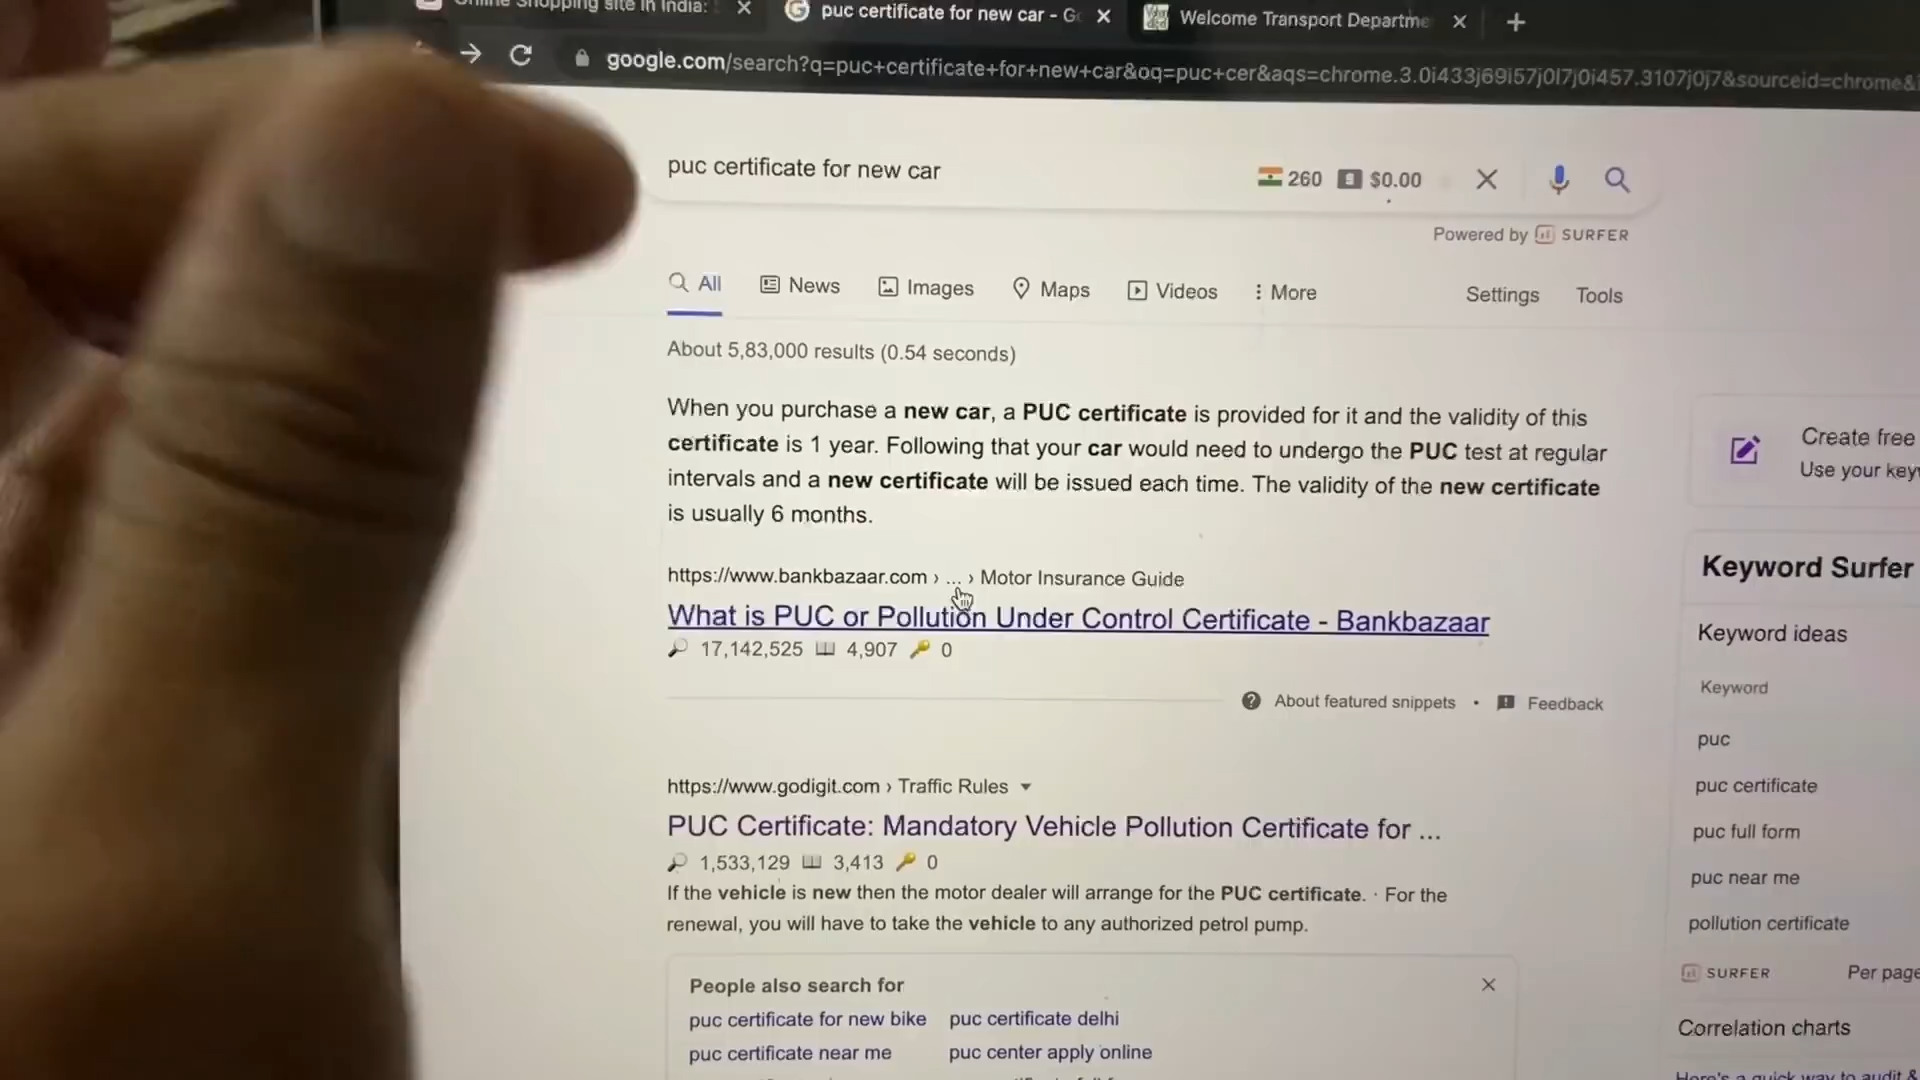 Online Shopping site in India:
puc certificate for new car - G
Welcome Transport Departme
google.com/search?q=puc+certificate+for+new+car&oq=puc+cer&aqs=chrome.3.0i433j69i57j0l7j0i457.3107j0j7&sourceid=chrome&
puc certificate for new car
260 $0.00
Powered by SURFER
All News Images Maps Videos More Settings Tools
About 5,83,000 results (0.54 seconds)
When you purchase a new car, a PUC certificate is provided for it and the validity of this
certificate is 1 year. Following that your car would need to undergo the PUC test at regular
intervals and a new certificate will be issued each time. The validity of the new certificate
is usually 6 months.
https://www.bankbazaar.com › ... › Motor Insurance Guide
What is PUC or Pollution Under Control Certificate - Bankbazaar
17,142,525 4,907 0
About featured snippets • Feedback
https://www.godigit.com › Traffic Rules
PUC Certificate: Mandatory Vehicle Pollution Certificate for ...
1,533,129 3,413 0
If the vehicle is new then the motor dealer will arrange for the PUC certificate. · For the
renewal, you will have to take the vehicle to any authorized petrol pump.
People also search for
puc certificate for new bike puc certificate delhi
puc certificate near me puc center apply online
Create free
Use your key
Keyword Surfer
Keyword ideas
Keyword
puc
puc certificate
puc full form
puc near me
pollution certificate
SURFER Per page
Correlation charts
Here's a quick way to audit &